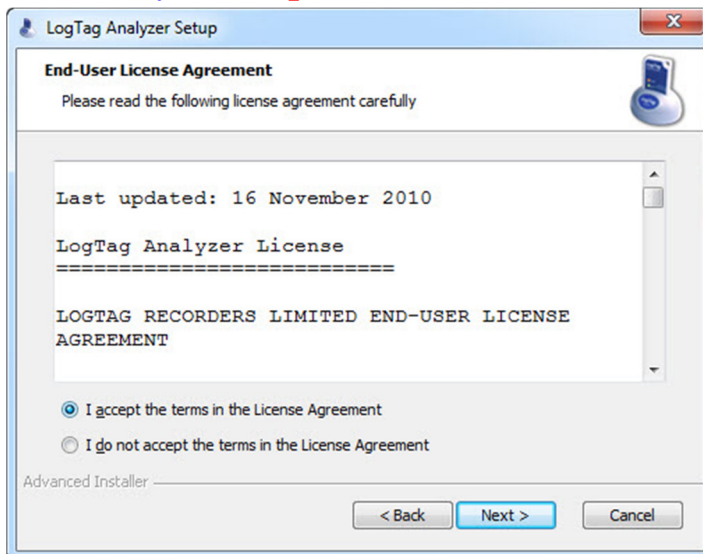 LogTag Analyzer Setup
End-User License Agreement
Please read the following license agreement carefully
Last updated: 16 November 2010
LogTag Analyzer License
===========================
LOGTAG RECORDERS LIMITED END-USER LICENSE
AGREEMENT
I accept the terms in the License Agreement
I do not accept the terms in the License Agreement
Advanced Installer
< Back Next > Cancel